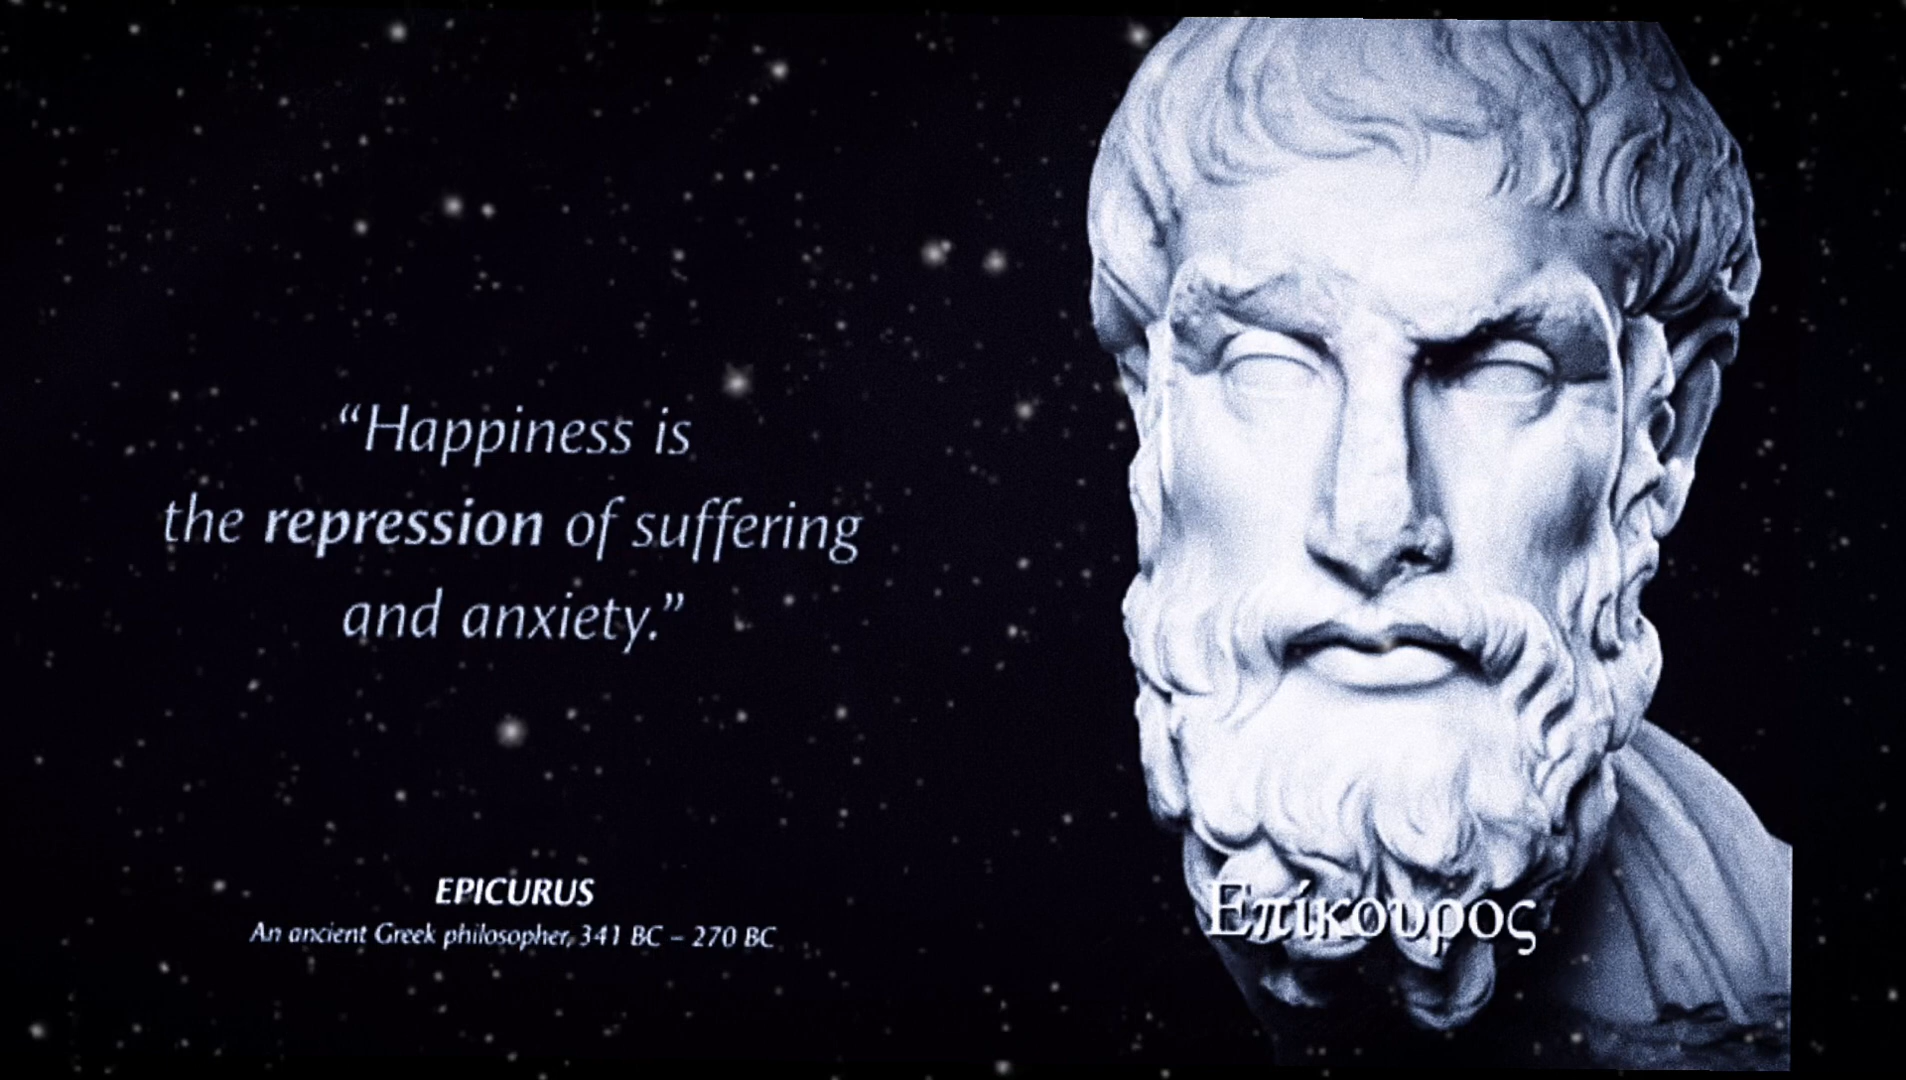 “Happiness is
the repression of suffering
and anxiety.”
EPICURUS
An ancient Greek philosopher, 341 BC – 270 BC
Επίκουρος